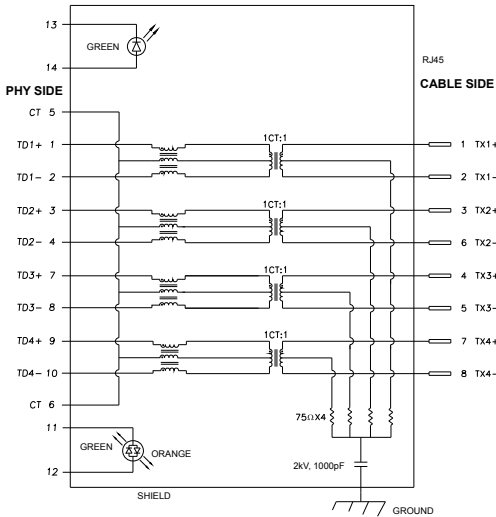 13
GREEN
14
RJ45
PHY SIDE
CABLE SIDE
CT 5
1CT:1
TD1+ 1
1 TX1+
TD1- 2
2 TX1-
1CT:1
TD2+ 3
3 TX2+
TD2- 4
6 TX2-
1CT:1
TD3+ 7
4 TX3+
TD3- 8
5 TX3-
1CT:1
TD4+ 9
7 TX4+
TD4- 10
8 TX4-
CT 6
75ΩX4
11
GREEN
ORANGE
12
2kV, 1000pF
SHIELD
GROUND